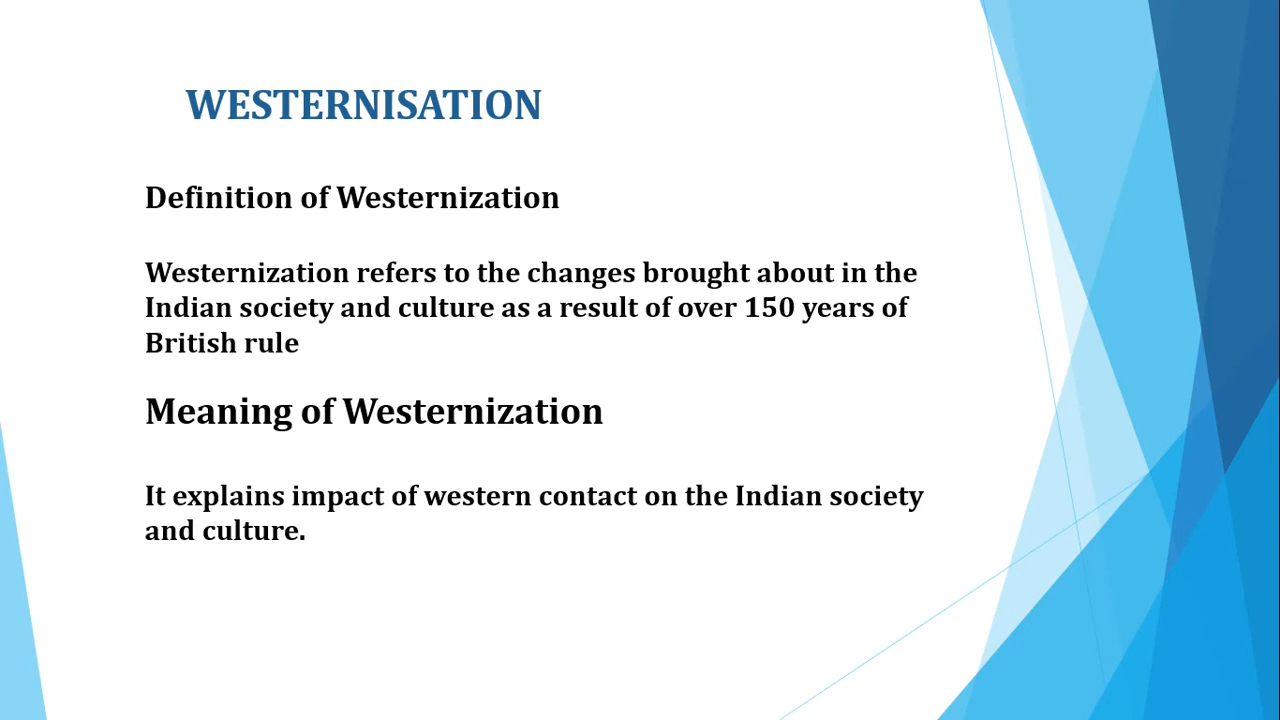 WESTERNISATION
Definition of Westernization
Westernization refers to the changes brought about in the
Indian society and culture as a result of over 150 years of
British rule
Meaning of Westernization
It explains impact of western contact on the Indian society
and culture.